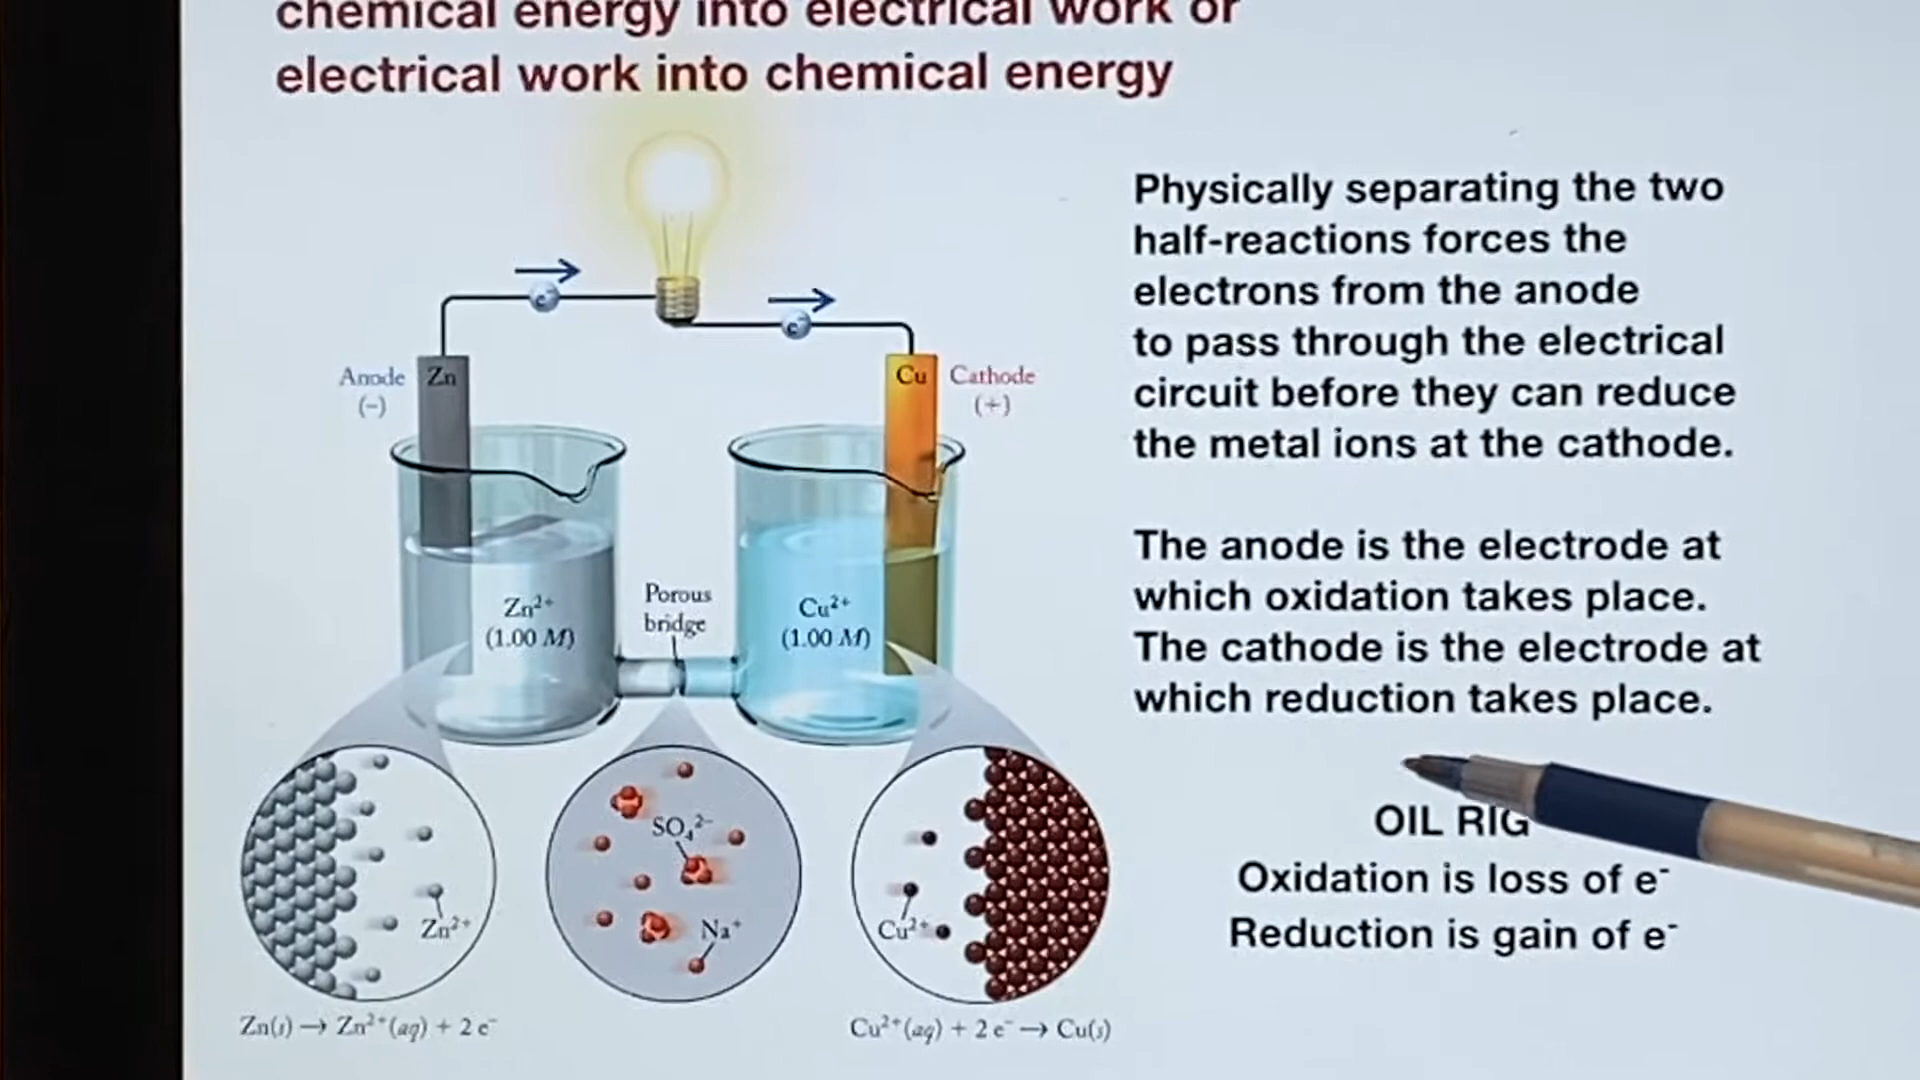 chemical energy into electrical work or
electrical work into chemical energy
e⁻
e⁻
Anode
(−)
Zn
Cu
Cathode
(+)
Zn²⁺
(1.00 M)
Porous
bridge
Cu²⁺
(1.00 M)
SO₄²⁻
Na⁺
Zn²⁺
Cu²⁺
Zn(s) → Zn²⁺(aq) + 2 e⁻
Cu²⁺(aq) + 2 e⁻ → Cu(s)
Physically separating the two
half-reactions forces the
electrons from the anode
to pass through the electrical
circuit before they can reduce
the metal ions at the cathode.
The anode is the electrode at
which oxidation takes place.
The cathode is the electrode at
which reduction takes place.
OIL RIG
Oxidation is loss of e⁻
Reduction is gain of e⁻